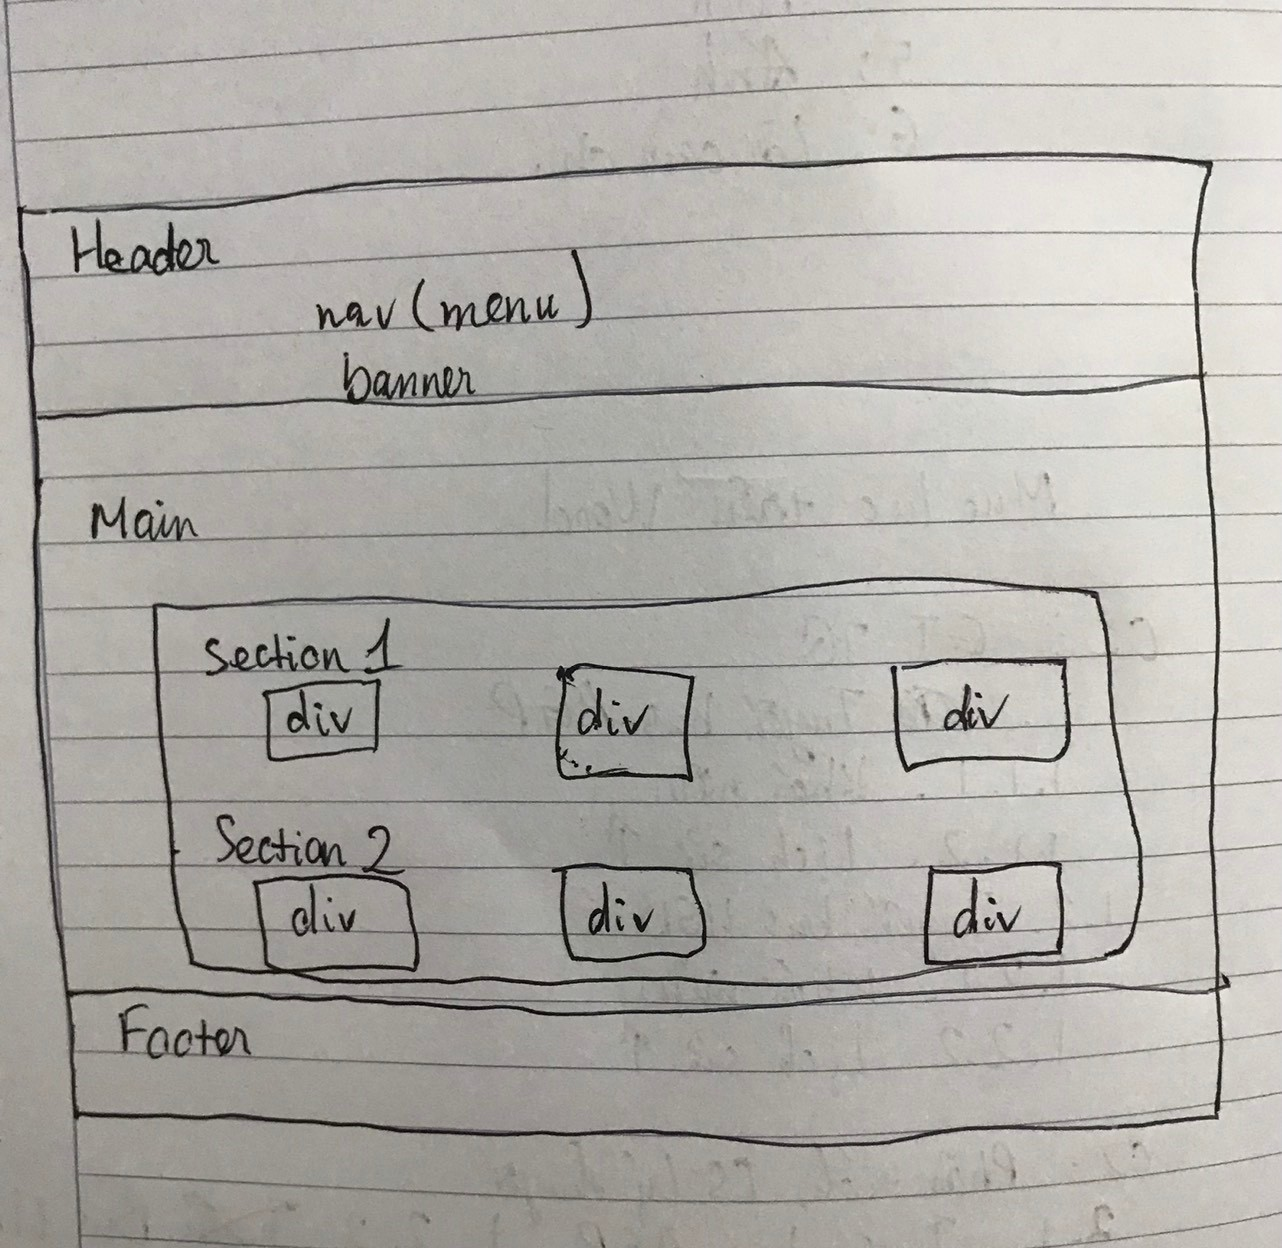 Header
nav (menu)
banner
Main
Section 1
div div div
Section 2
div div div
Footer